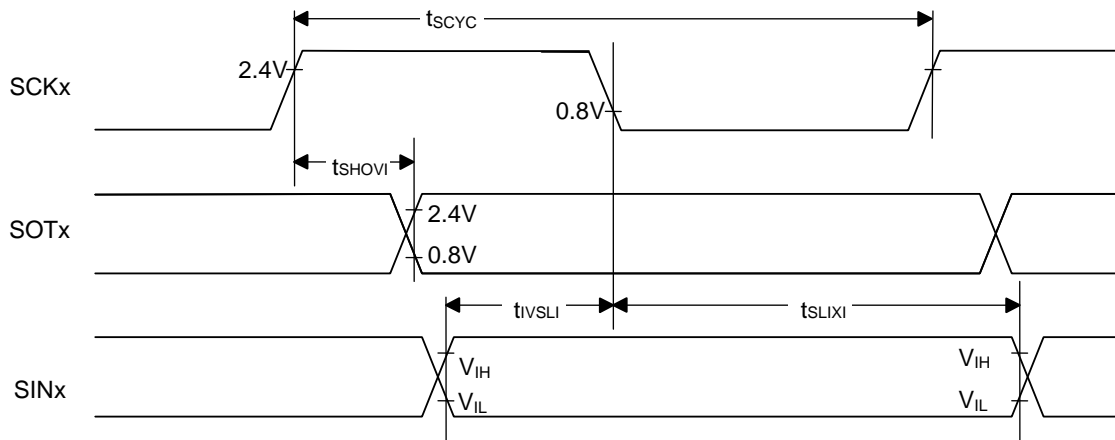 tSCYC
SCKx
2.4V
0.8V
tSHOVI
SOTx
2.4V
0.8V
tIVSLI
tSLIXI
SINx
VIH
VIH
VIL
VIL